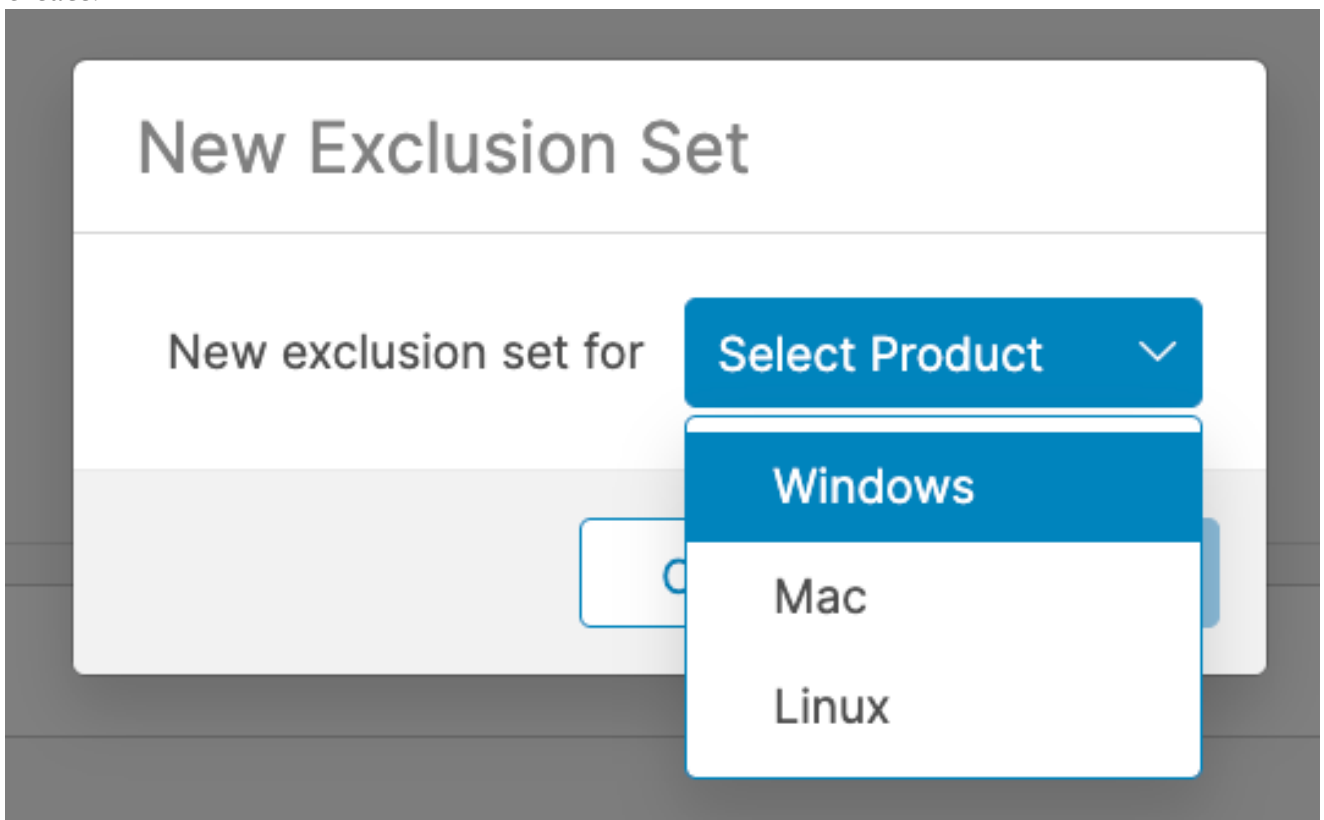 New Exclusion Set
New exclusion set for Select Product
Windows
Mac
Linux